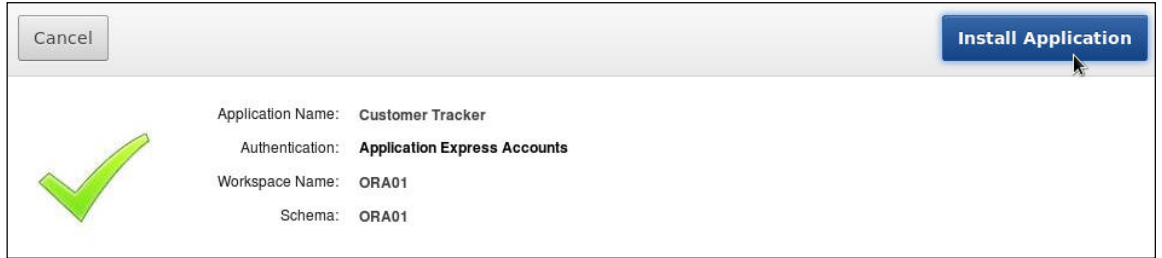 Cancel
Install Application
Application Name: Customer Tracker
Authentication: Application Express Accounts
Workspace Name: ORA01
Schema: ORA01